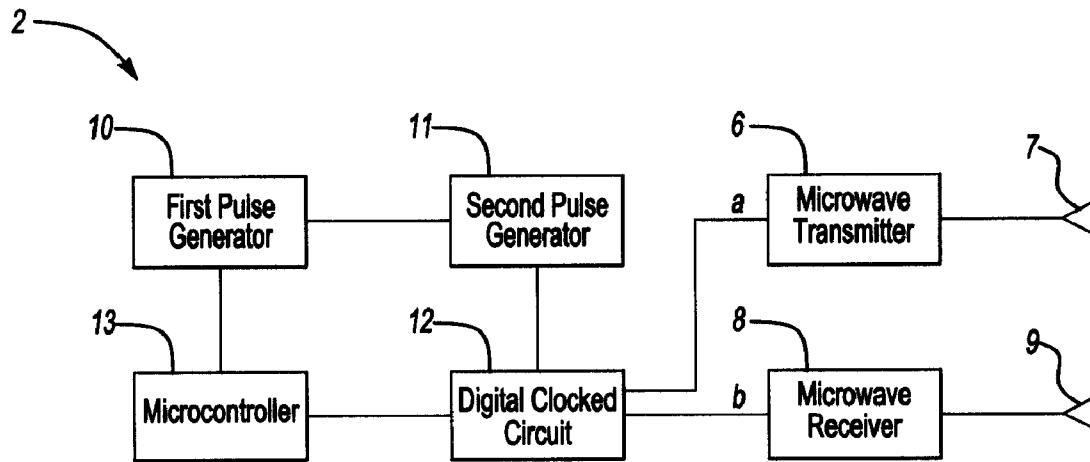 2
10
11
6
7
First Pulse
Generator
Second Pulse
Generator
a
Microwave
Transmitter
13
12
8
9
Microcontroller
Digital Clocked
Circuit
b
Microwave
Receiver